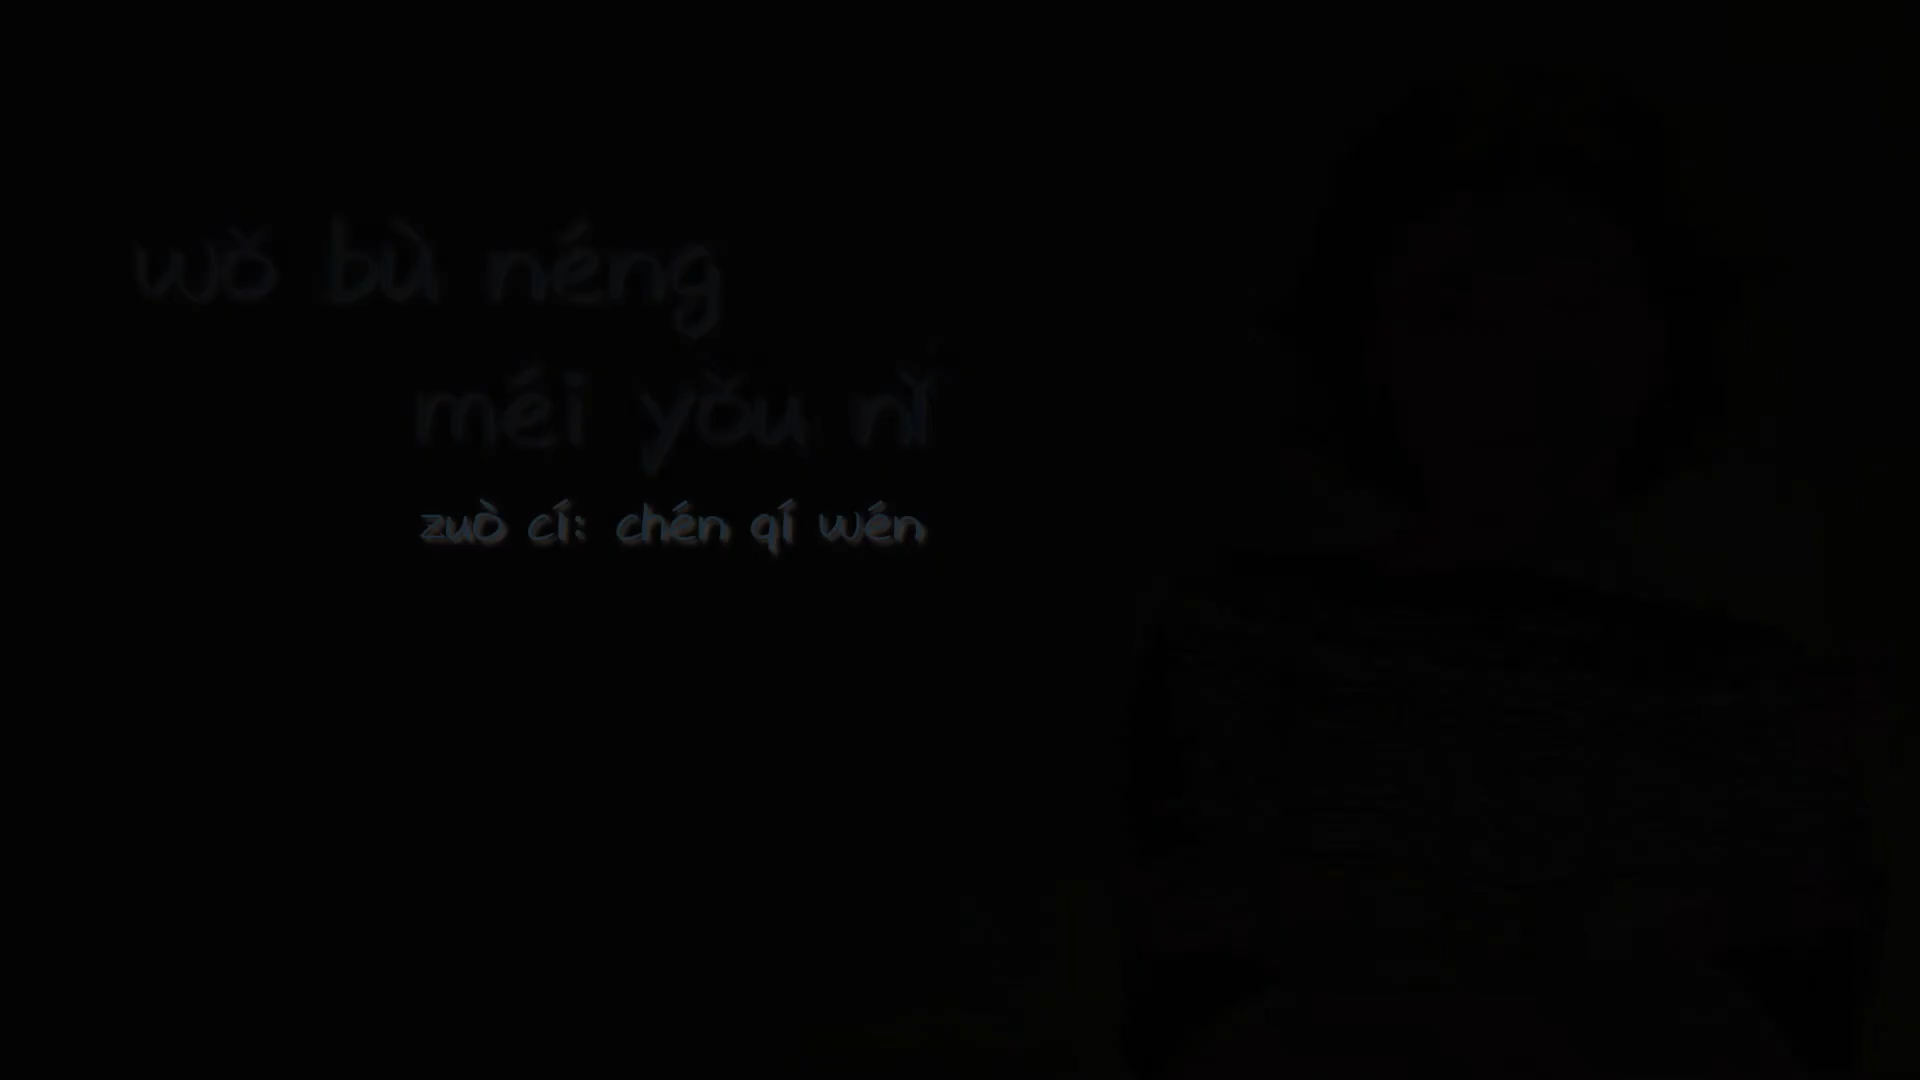 wǒ bù néng
méi yǒu nǐ
zuò cí: chén qí wén